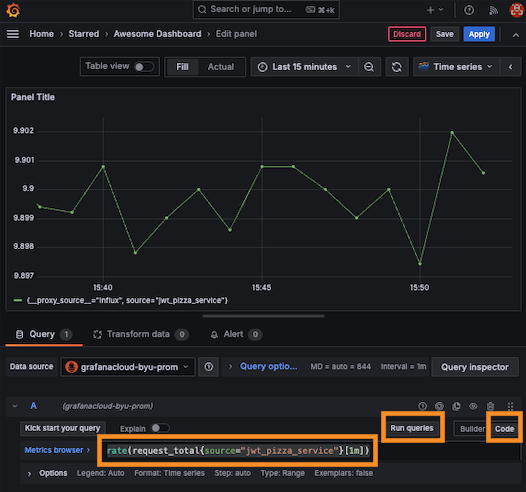 Search or jump to... ⌘+k
Home › Starred › Awesome Dashboard › Edit panel Discard Save Apply
Table view Fill Actual Last 15 minutes Time series
Panel Title
9.902
9.901
9.9
9.899
9.898
9.897
15:40 15:45 15:50
{__proxy_source__="influx", source="jwt_pizza_service"}
Query 1 Transform data 0 Alert 0
Data source grafanacloud-byu-prom › Query optio... MD = auto = 844 Interval = 1m Query inspector
A (grafanacloud-byu-prom)
Kick start your query Explain Run queries Builder Code
Metrics browser › rate(request_total{source="jwt_pizza_service"}[1m])
› Options Legend: Auto Format: Time series Step: auto Type: Range Exemplars: false